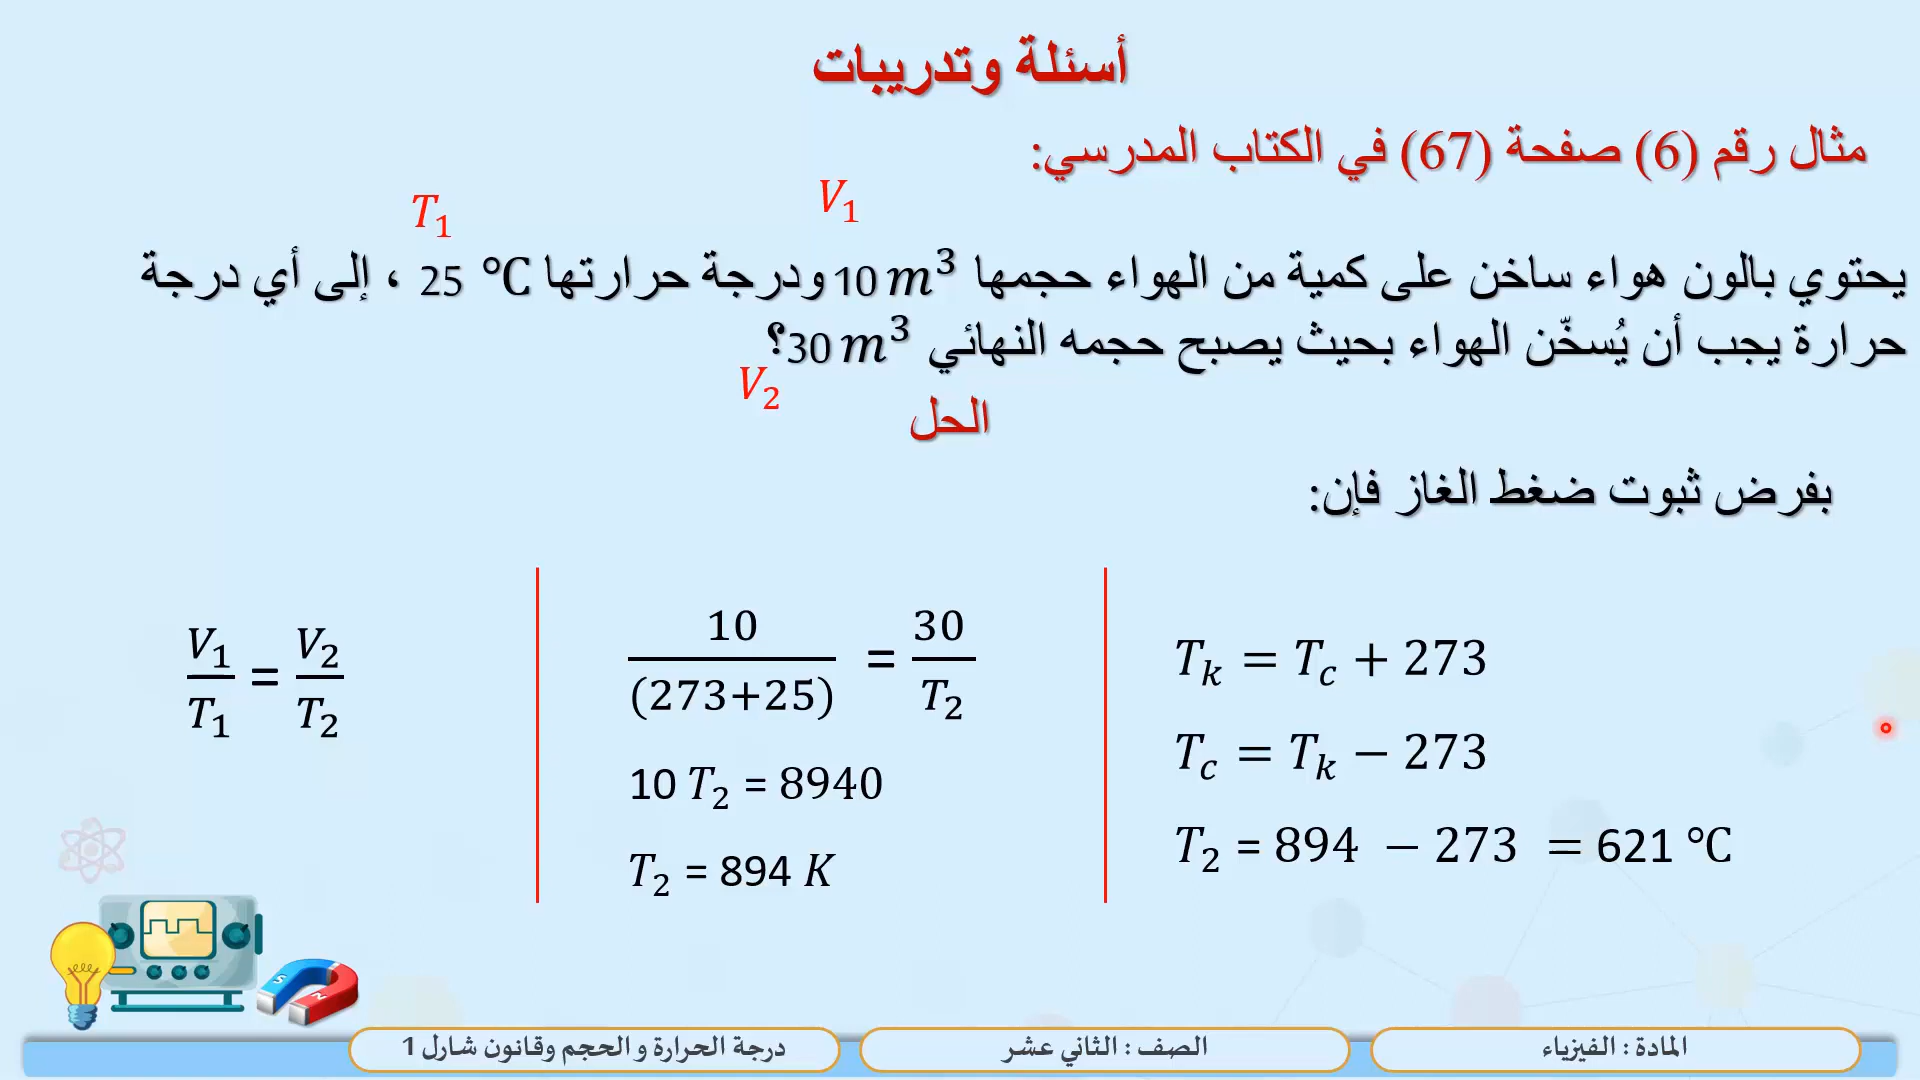 أسئلة وتدريبات
مثال رقم (6) صفحة (67) في الكتاب المدرسي:
V₁
T₁
يحتوي بالون هواء ساخن على كمية من الهواء حجمها 10 m³ ودرجة حرارتها 25 °C ، إلى أي درجة
حرارة يجب أن يُسخّن الهواء بحيث يصبح حجمه النهائي 30 m³؟
V₂
الحل
بفرض ثبوت ضغط الغاز فإن:
V₁/T₁ = V₂/T₂
10/(273+25) = 30/T₂
10 T₂ = 8940
T₂ = 894 K
Tₖ = T_c + 273
T_c = Tₖ − 273
T₂ = 894 − 273 = 621 °C
S N
المادة : الفيزياء
الصف : الثاني عشر
درجة الحرارة و الحجم وقانون شارل 1